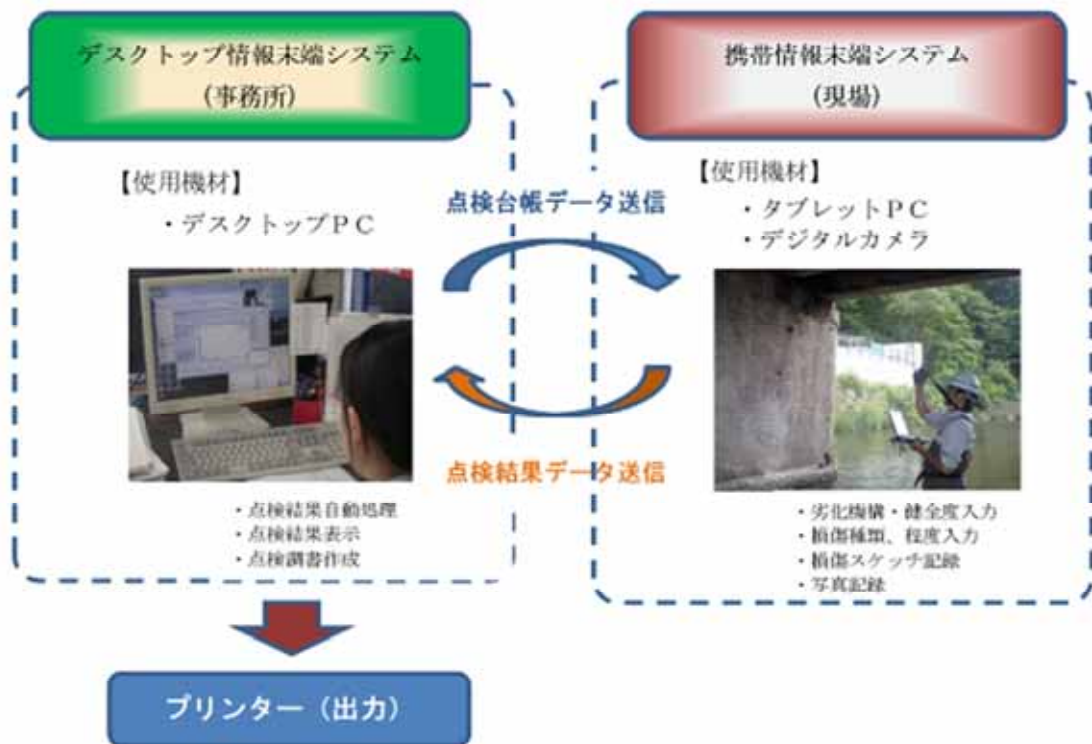 デスクトップ情報末端システム
(事務所)
【使用機材】
・デスクトップPC
・点検結果自動処理
・点検結果表示
・点検調書作成
点検台帳データ送信
点検結果データ送信
携帯情報末端システム
(現場)
【使用機材】
・タブレットPC
・デジタルカメラ
・劣化機構・健全度入力
・損傷種類、程度入力
・損傷スケッチ記録
・写真記録
プリンター(出力)